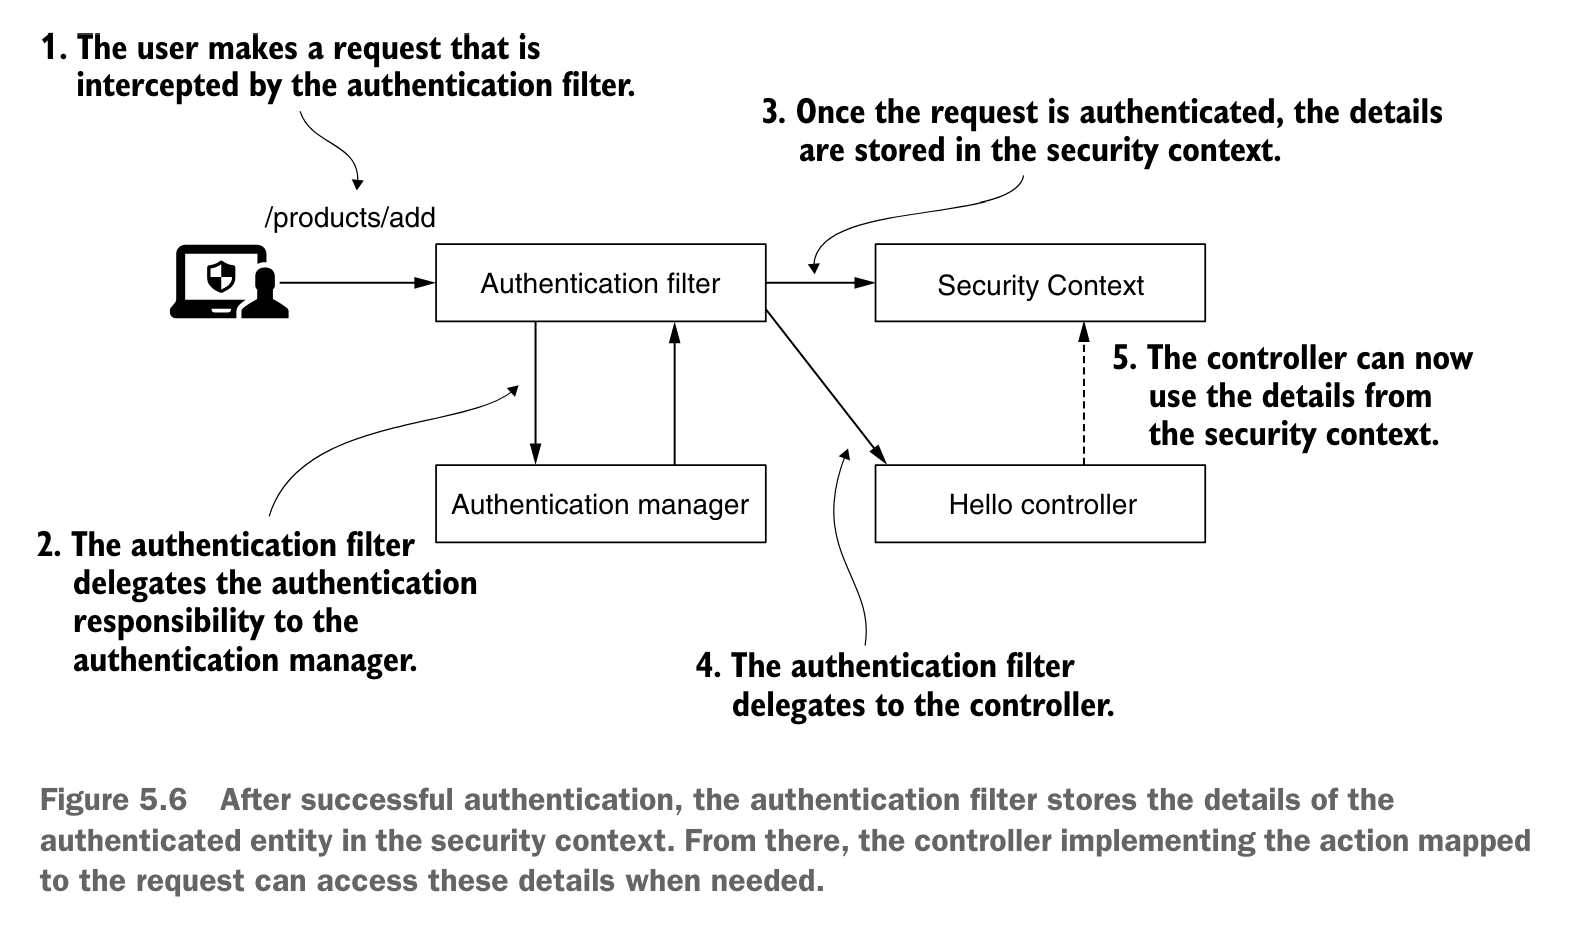 1. The user makes a request that is
intercepted by the authentication filter.
3. Once the request is authenticated, the details
are stored in the security context.
/products/add
Authentication filter
Security Context
5. The controller can now
use the details from
the security context.
Authentication manager
Hello controller
2. The authentication filter
delegates the authentication
responsibility to the
authentication manager.
4. The authentication filter
delegates to the controller.
Figure 5.6 After successful authentication, the authentication filter stores the details of the
authenticated entity in the security context. From there, the controller implementing the action mapped
to the request can access these details when needed.